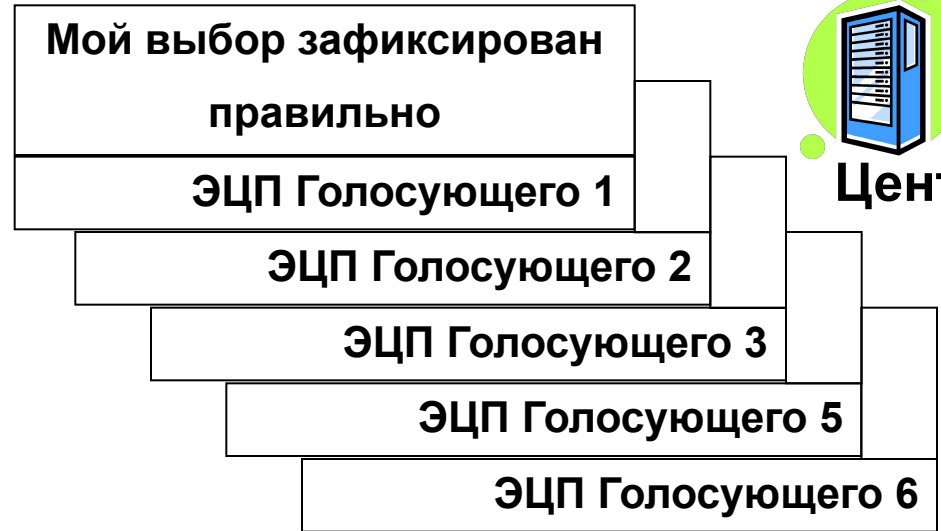 Мой выбор зафиксирован
правильно
ЭЦП Голосующего 1
Цент
ЭЦП Голосующего 2
ЭЦП Голосующего 3
ЭЦП Голосующего 5
ЭЦП Голосующего 6